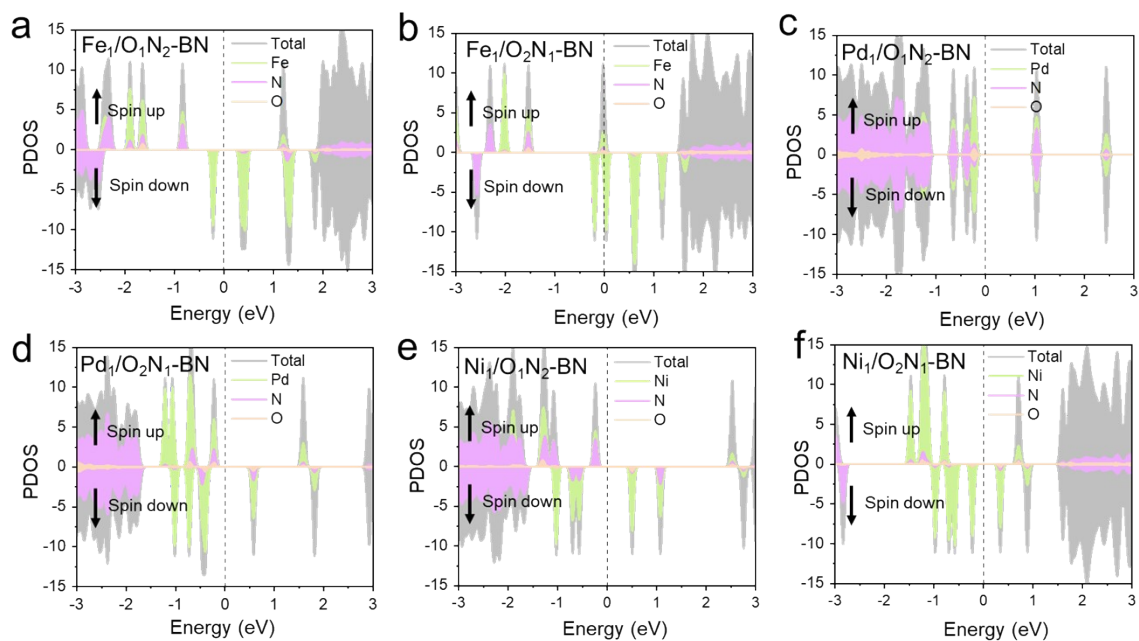 a
Fe₁/O₁N₂-BN
Total
Fe
N
O
Spin up
Spin down
PDOS
15
10
5
0
-5
-10
-15
-3 -2 -1 0 1 2 3
Energy (eV)
b
Fe₁/O₂N₁-BN
Total
Fe
N
O
Spin up
Spin down
PDOS
15
10
5
0
-5
-10
-15
-3 -2 -1 0 1 2 3
Energy (eV)
c
Pd₁/O₁N₂-BN
Total
Pd
N
O
Spin up
Spin down
PDOS
15
10
5
0
-5
-10
-15
-3 -2 -1 0 1 2 3
Energy (eV)
d
Pd₁/O₂N₁-BN
Total
Pd
N
O
Spin up
Spin down
PDOS
15
10
5
0
-5
-10
-15
-3 -2 -1 0 1 2 3
Energy (eV)
e
Ni₁/O₁N₂-BN
Total
Ni
N
O
Spin up
Spin down
PDOS
15
10
5
0
-5
-10
-15
-3 -2 -1 0 1 2 3
Energy (eV)
f
Ni₁/O₂N₁-BN
Total
Ni
N
O
Spin up
Spin down
PDOS
15
10
5
0
-5
-10
-15
-3 -2 -1 0 1 2 3
Energy (eV)